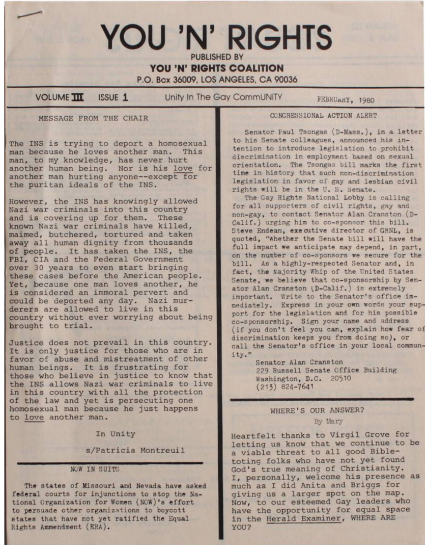 YOU 'N' RIGHTS
PUBLISHED BY
YOU 'N' RIGHTS COALITION
P.O. Box 36009, LOS ANGELES, CA 90036
VOLUME III ISSUE 1 Unity In The Gay CommUNITY FEBRUARY, 1980
MESSAGE FROM THE CHAIR
The INS is trying to deport a homosexual
man because he loves another man. This
man, to my knowledge, has never hurt
another human being. Nor is his love for
another man hurting anyone--except for
the puritan ideals of the INS.
However, the INS has knowingly allowed
Nazi war criminals into this country
and is covering up for them. These
known Nazi war criminals have killed,
maimed, butchered, tortured and taken
away all human dignity from thousands
of people. It has taken the INS, the
FBI, CIA and the Federal Government
over 30 years to even start bringing
these cases before the American people.
Yet, because one man loves another, he
is considered an immoral pervert and
could be deported any day. Nazi mur-
derers are allowed to live in this
country without ever worrying about being
brought to trial.
Justice does not prevail in this country.
It is only justice for those who are in
favor of abuse and mistreatment of other
human beings. It is frustrating for
those who believe in justice to know that
the INS allows Nazi war criminals to live
in this country with all the protection
of the law and yet is persecuting one
homosexual man because he just happens
to love another man.
In Unity
s/Patricia Montreuil
NOW IN SUITS
The states of Missouri and Nevada have asked
federal courts for injunctions to stop the Na-
tional Organization for Women (NOW)'s effort
to persuade other organizations to boycott
states that have not yet ratified the Equal
Rights Ammendment (ERA).
CONGRESSIONAL ACTION ALERT
Senator Paul Tsongas (D-Mass.), in a letter
to his Senate colleagues, announced his in-
tention to introduce legislation to prohibit
discrimination in employment based on sexual
orientation. The Tsongas bill marks the first
time in history that such non-discrimination
legislation in favor of gay and lesbian civil
rights will be in the U. S. Senate.
The Gay Rights National Lobby is calling
for all supporters of civil rights, gay and
non-gay, to contact Senator Alan Cranston (D-
Calif.) urging him to co-sponsor this bill.
Steve Endean, executive director of GRNL, is
quoted, "Whether the Senate bill will have the
full impact we anticipate may depend, in part,
on the number of co-sponsors we secure for the
bill. As a highly-respected Senator and, in
fact, the Majority Whip of the United States
Senate, we believe that co-sponsorship by Sen-
ator Alan Cranston (D-Calif.) is extremely
important. Write to the Senator's office im-
mediately. Express in your own words your sup-
port for the legislation and for his possible
co-sponsorship. Sign your name and address
(if you don't feel you can, explain how fear of
discrimination keeps you from doing so), or
call the Senator's office in your local commun-
ity."
Senator Alan Cranston
229 Russell Senate Office Building
Washington, D.C. 20510
(213) 824-7641
WHERE'S OUR ANSWER?
By Mary
Heartfelt thanks to Virgil Grove for
letting us know that we continue to be
a viable threat to all good Bible-
toting folks who have not yet found
God's true meaning of Christianity.
I, personally, welcome his presence as
much as I did Anita and Briggs for
giving us a larger spot on the map.
Now, to our esteemed Gay leaders who
have the opportunity for equal space
in the Herald Examiner, WHERE ARE
YOU?